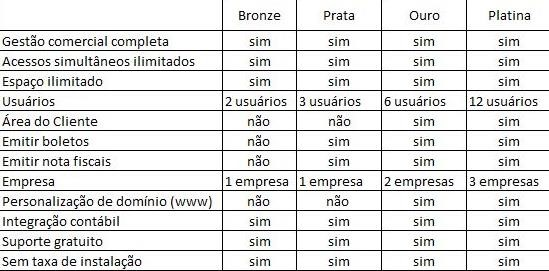 Bronze Prata Ouro Platina
Gestão comercial completa sim sim sim sim
Acessos simultâneos ilimitados sim sim sim sim
Espaço ilimitado sim sim sim sim
Usuários 2 usuários 3 usuários 6 usuários 12 usuários
Área do Cliente não não sim sim
Emitir boletos não sim sim sim
Emitir nota fiscais não sim sim sim
Empresa 1 empresa 1 empresa 2 empresas 3 empresas
Personalização de domínio (www) não não sim sim
Integração contábil sim sim sim sim
Suporte gratuito sim sim sim sim
Sem taxa de instalação sim sim sim sim